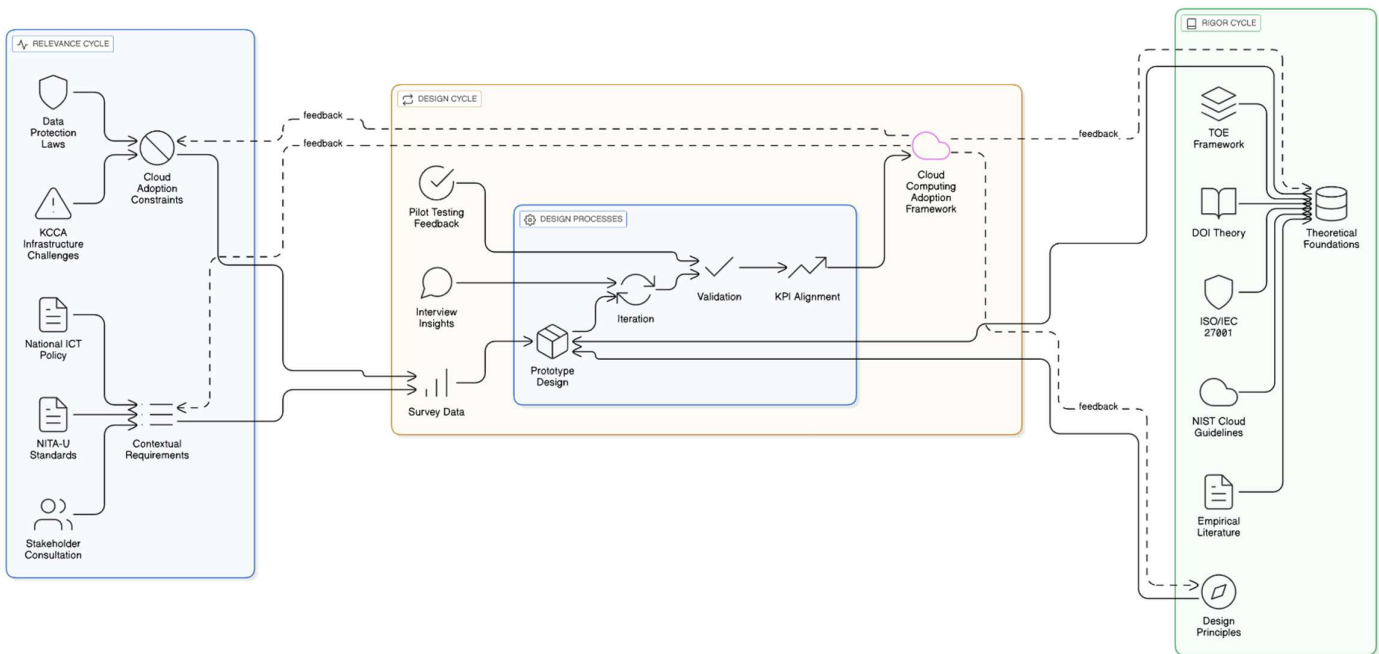 RELEVANCE CYCLE
Data
Protection
Laws
Cloud
Adoption
Constraints
KCCA
Infrastructure
Challenges
National ICT
Policy
NITA-U
Standards
Contextual
Requirements
Stakeholder
Consultation
feedback
feedback
DESIGN CYCLE
Pilot Testing
Feedback
Interview
Insights
Survey Data
DESIGN PROCESSES
Iteration
Prototype
Design
Validation
KPI Alignment
Cloud
Computing
Adoption
Framework
feedback
feedback
RIGOR CYCLE
TOE
Framework
DOI Theory
Theoretical
Foundations
ISO/IEC
27001
NIST Cloud
Guidelines
Empirical
Literature
Design
Principles